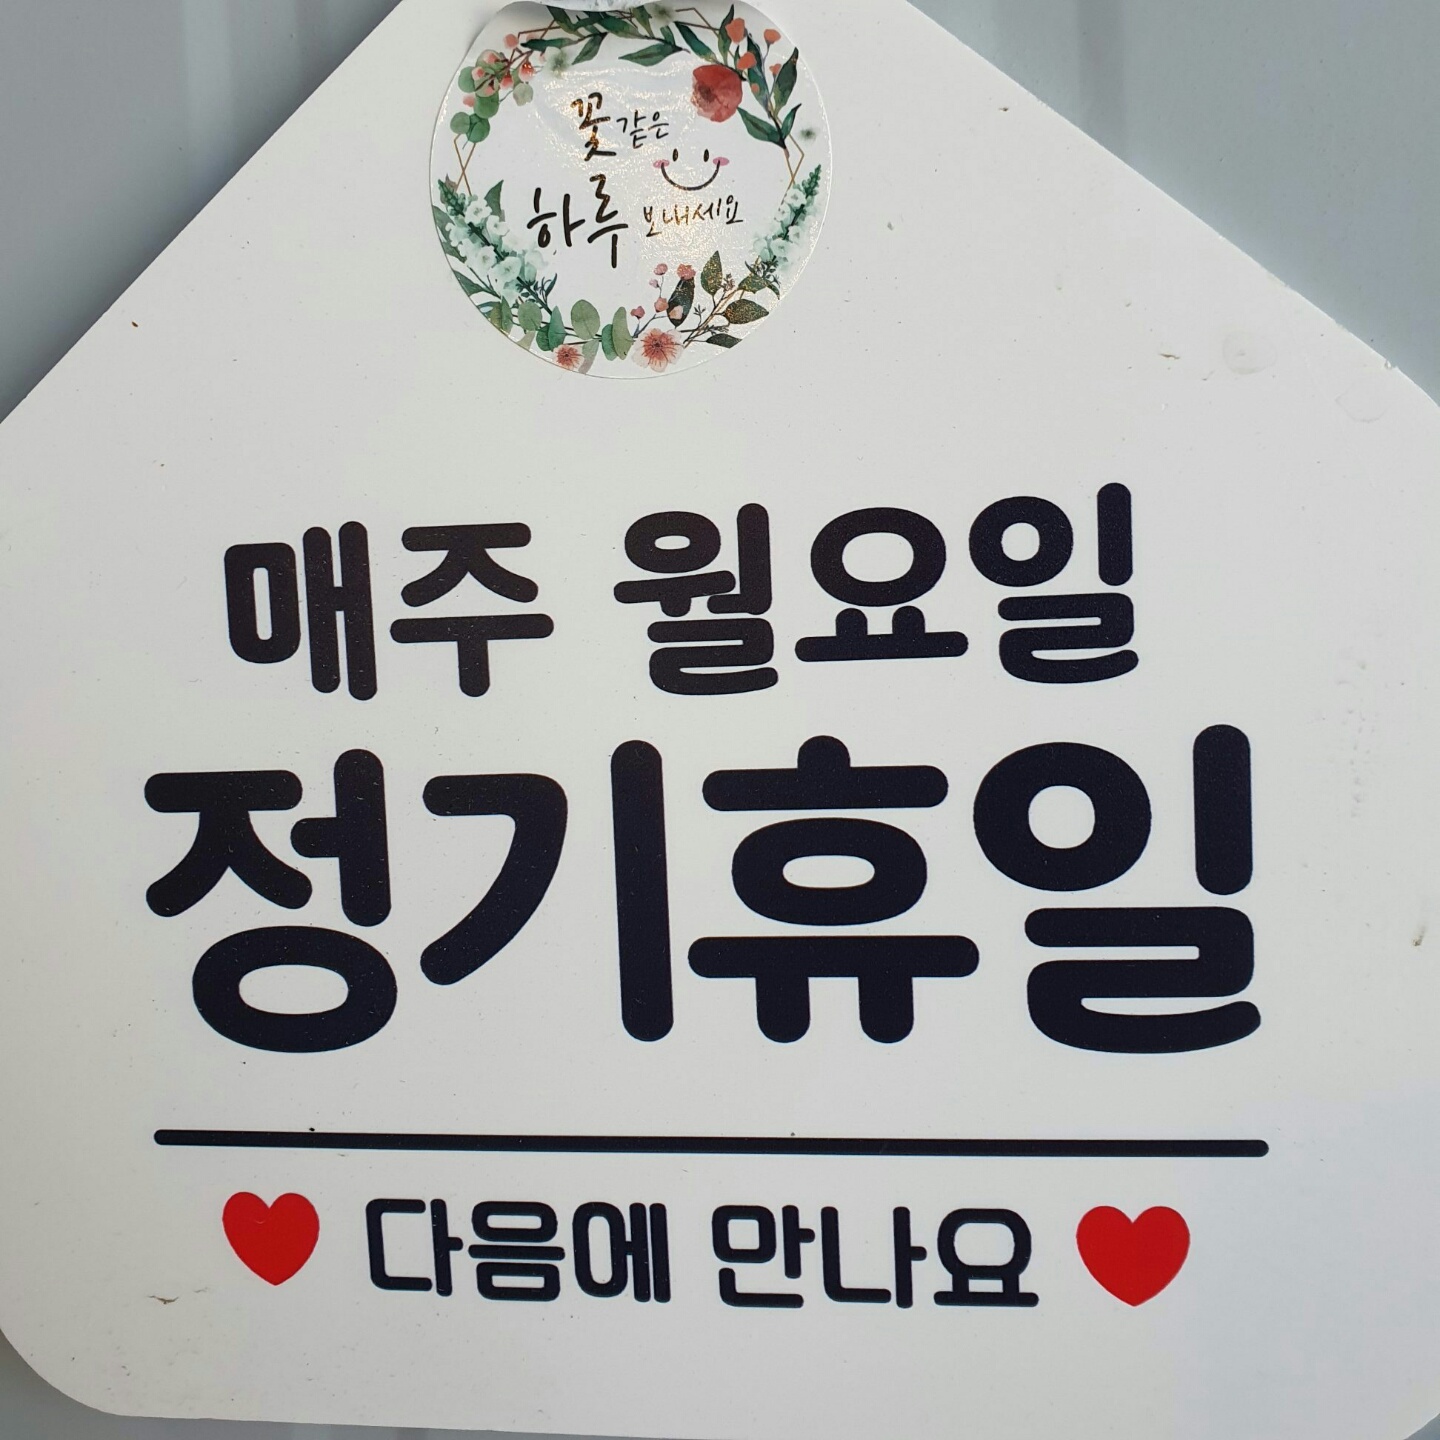 꽃같은
하루 보내세요
매주 월요일
정기휴일
다음에 만나요